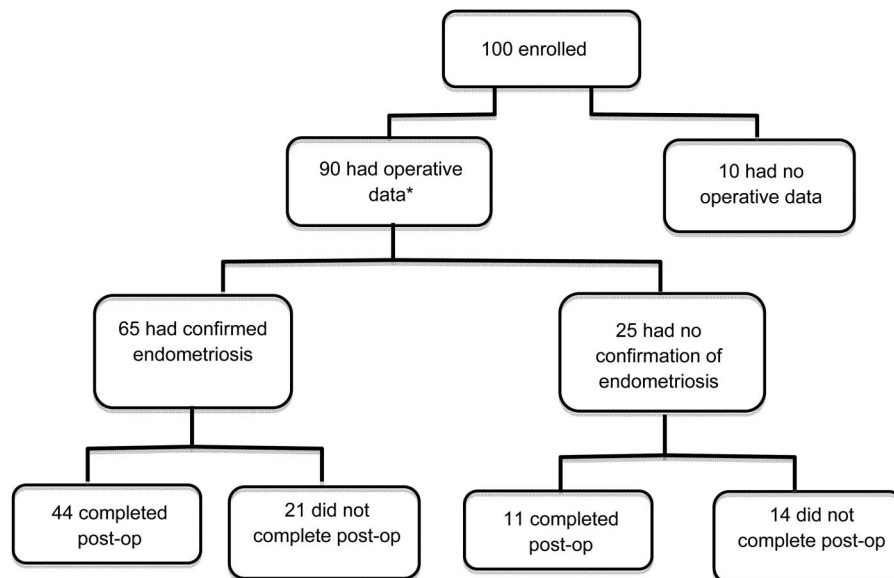 100 enrolled
90 had operative
data*
10 had no
operative data
65 had confirmed
endometriosis
25 had no
confirmation of
endometriosis
44 completed
post-op
21 did not
complete post-op
11 completed
post-op
14 did not
complete post-op